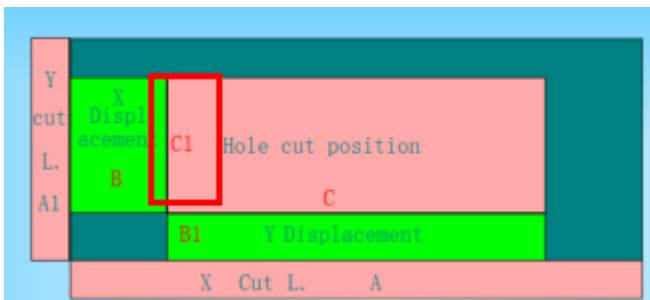 Y
cut
L.
A1
X
Displ
acement
B
C1
Hole cut position
C
B1
Y Displacement
X Cut L. A